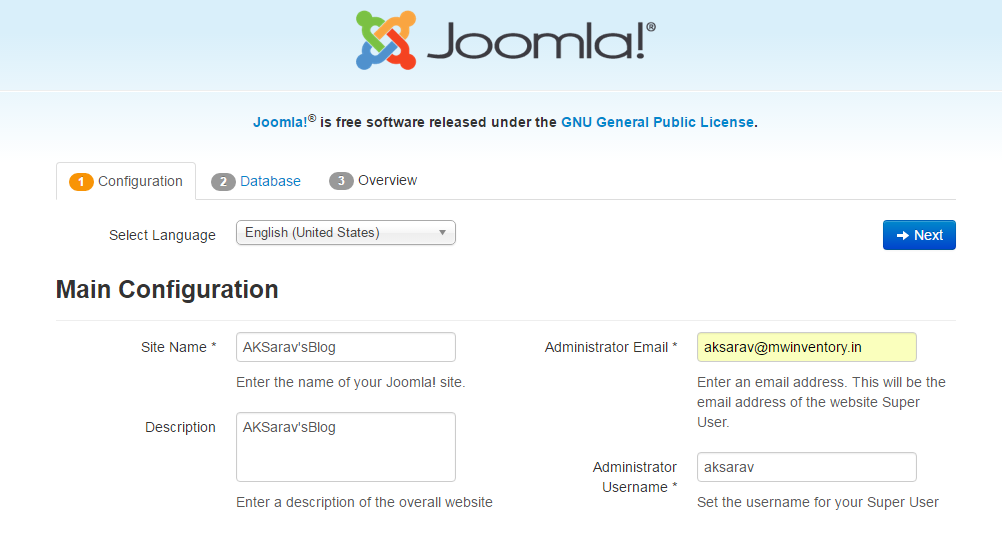 Joomla!®
Joomla!® is free software released under the GNU General Public License.
1 Configuration
2 Database
3 Overview
Select Language
English (United States)
Next
Main Configuration
Site Name *
AKSarav'sBlog
Enter the name of your Joomla! site.
Description
AKSarav'sBlog
Enter a description of the overall website
Administrator Email *
aksarav@mwinventory.in
Enter an email address. This will be the
email address of the website Super
User.
Administrator
Username *
aksarav
Set the username for your Super User